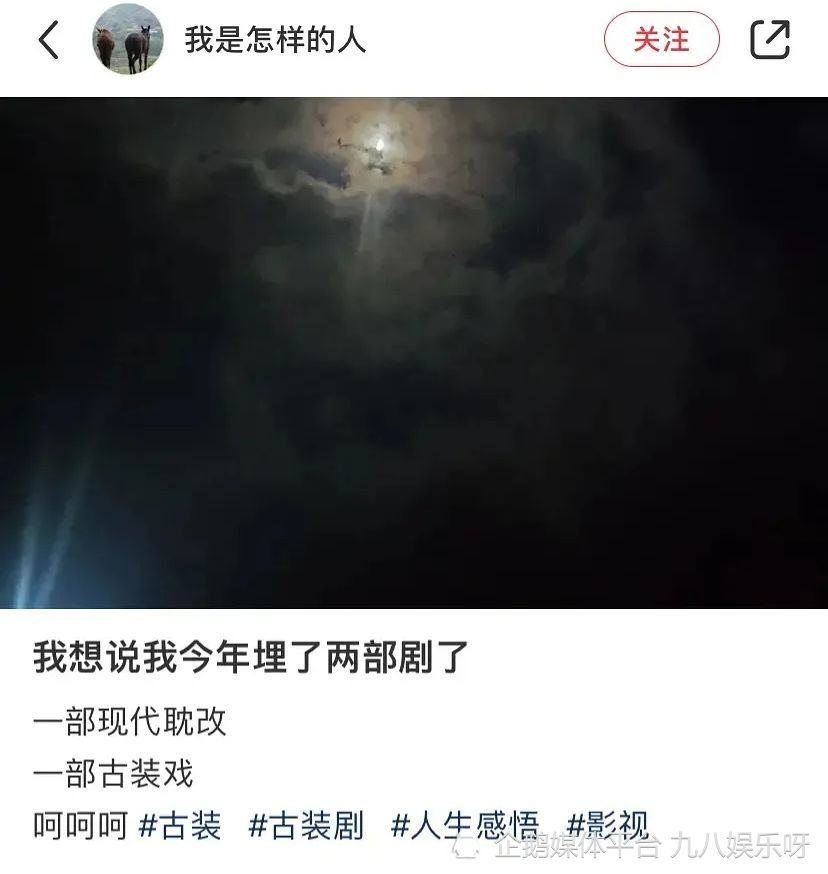 我是怎样的人
关注
我想说我今年埋了两部剧了
一部现代耽改
一部古装戏
呵呵呵 #古装 #古装剧 #人生感悟 #影视
企鹅媒体平台 九八娱乐呀